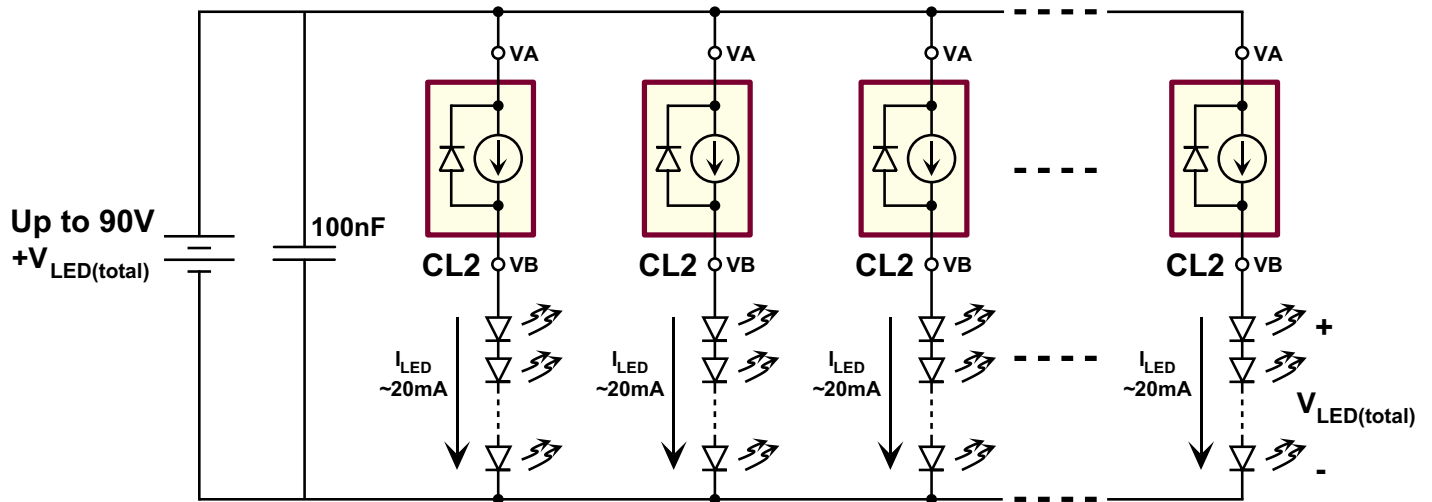 VA VA VA VA
Up to 90V
+VLED(total)
100nF
CL2 VB CL2 VB CL2 VB CL2 VB
ILED
~20mA
ILED
~20mA
ILED
~20mA
ILED
~20mA
+
VLED(total)
-